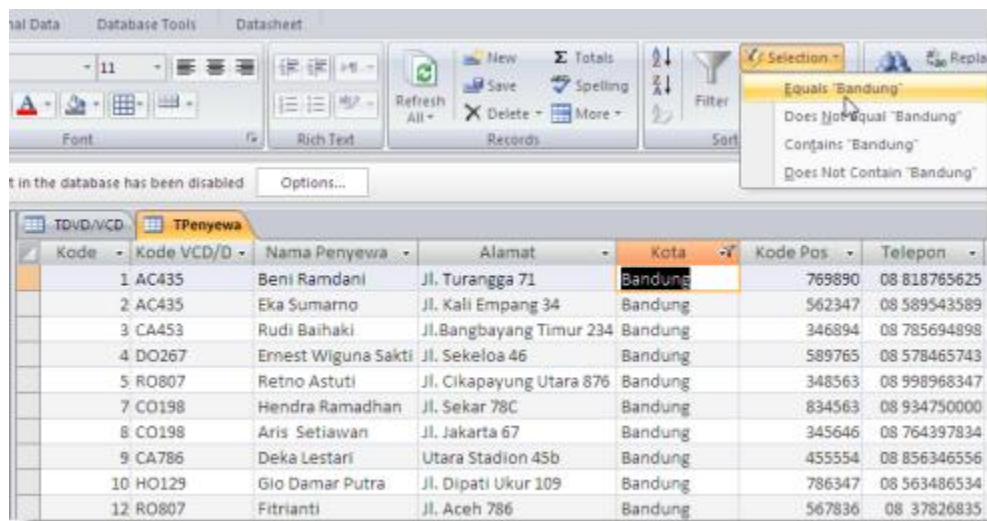 nal Data Database Tools Datasheet
11 New Σ Totals Selection Repla
Save Spelling Equals "Bandung"
Refresh All Delete More Filter Does Not Equal "Bandung"
Font Rich Text Records Sort Contains "Bandung"
Does Not Contain "Bandung"
t in the database has been disabled Options...
TDVD/VCD TPenyewa
Kode Kode VCD/D Nama Penyewa Alamat Kota Kode Pos Telepon
1 AC435 Beni Ramdani Jl. Turangga 71 Bandung 769890 08 818765625
2 AC435 Eka Sumarno Jl. Kali Empang 34 Bandung 562347 08 589543589
3 CA453 Rudi Baihaki Jl.Bangbayang Timur 234 Bandung 346894 08 785694898
4 DO267 Ernest Wiguna Sakti Jl. Sekeloa 46 Bandung 589765 08 578465743
5 RO807 Retno Astuti Jl. Cikapayung Utara 876 Bandung 348563 08 998968347
7 CO198 Hendra Ramadhan Jl. Sekar 78C Bandung 834563 08 934750000
8 CO198 Aris Setiawan Jl. Jakarta 67 Bandung 345646 08 764397834
9 CA786 Deka Lestari Utara Stadion 45b Bandung 455554 08 856346556
10 HO129 Gio Damar Putra Jl. Dipati Ukur 109 Bandung 786347 08 563486534
12 RO807 Fitrianti Jl. Aceh 786 Bandung 567836 08 37826835